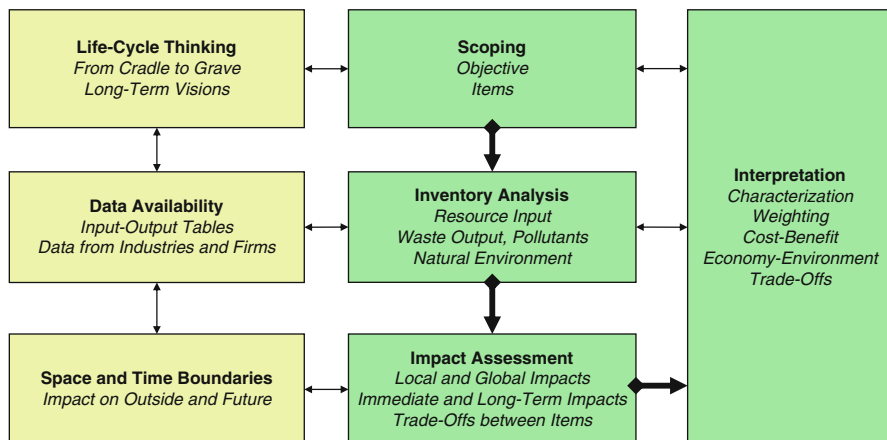 Life-Cycle Thinking
From Cradle to Grave
Long-Term Visions
Scoping
Objective
Items
Data Availability
Input-Output Tables
Data from Industries and Firms
Inventory Analysis
Resource Input
Waste Output, Pollutants
Natural Environment
Interpretation
Characterization
Weighting
Cost-Benefit
Economy-Environment
Trade-Offs
Space and Time Boundaries
Impact on Outside and Future
Impact Assessment
Local and Global Impacts
Immediate and Long-Term Impacts
Trade-Offs between Items